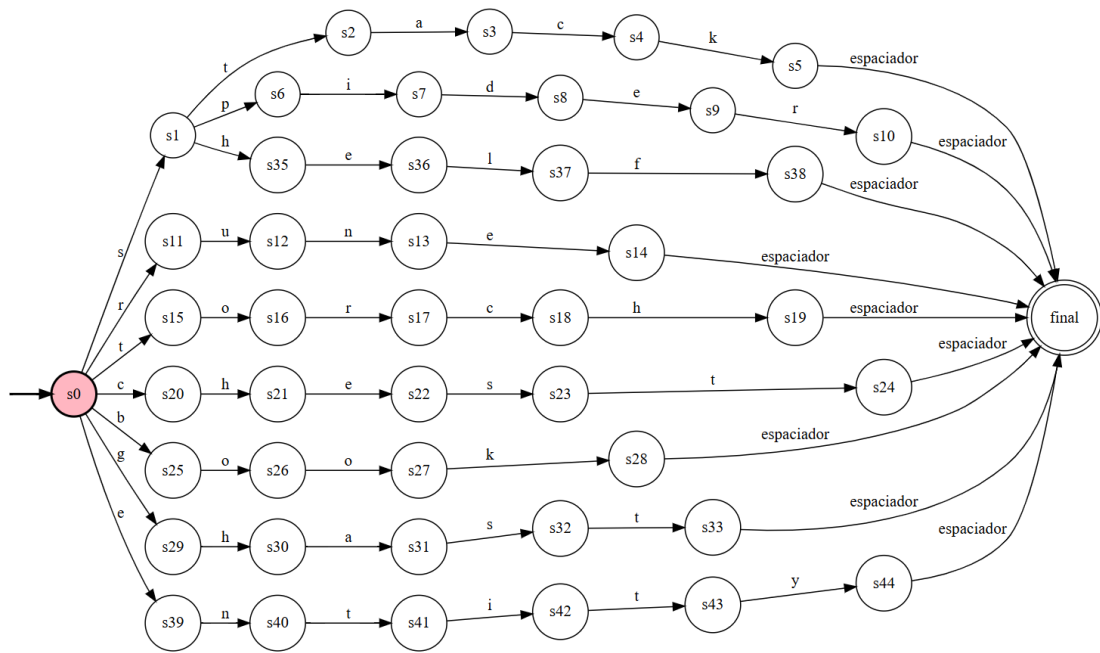 s0
s s1 t s2 a s3 c s4 k s5 espaciador
p s6 i s7 d s8 e s9 r s10 espaciador
h s35 e s36 l s37 f s38 espaciador
r s11 u s12 n s13 e s14 espaciador
t s15 o s16 r s17 c s18 h s19 espaciador
c s20 h s21 e s22 s s23 t s24 espaciador
b s25 o s26 o s27 k s28 espaciador
g s29 h s30 a s31 s s32 t s33 espaciador
e s39 n s40 t s41 i s42 t s43 y s44 espaciador
final